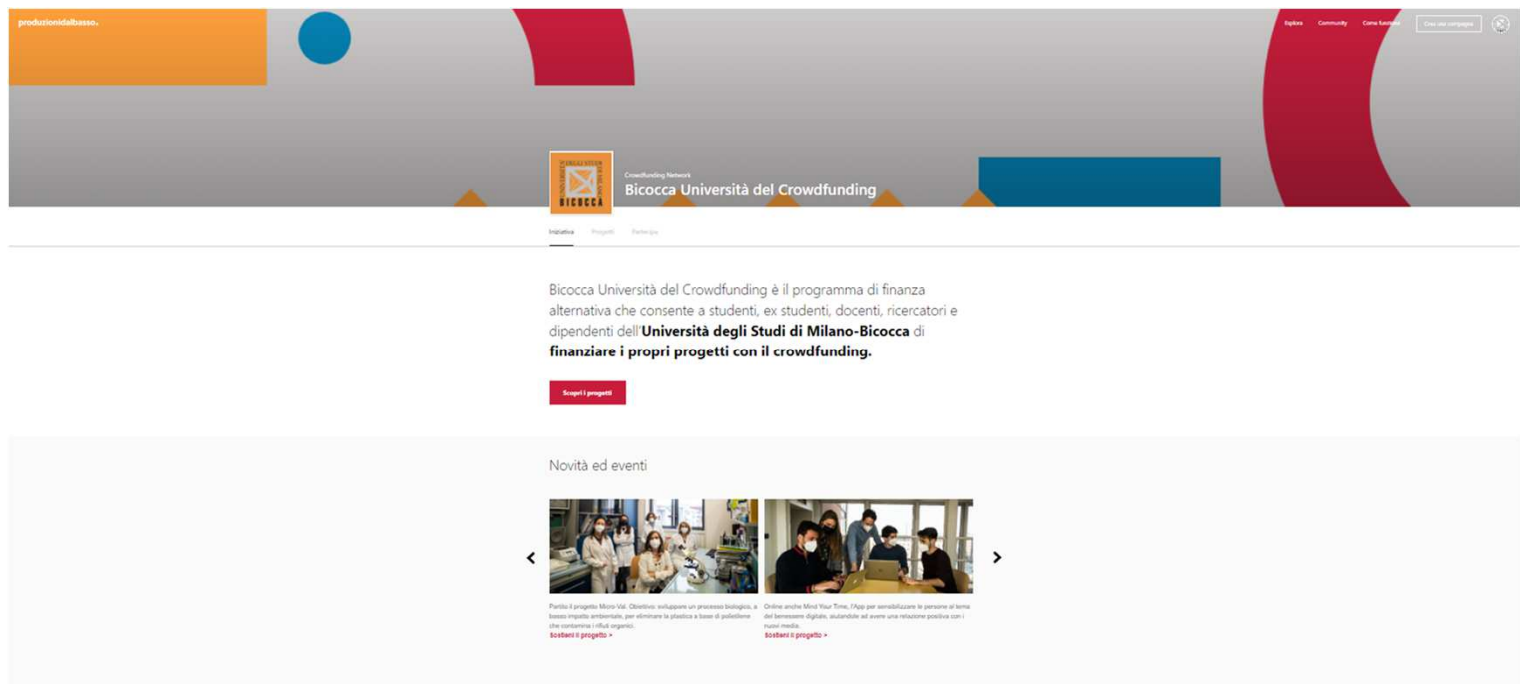 produzionidalbasso.
Esplora Community Come funziona Crea una campagna
BICOCCA
Crowdfunding Network
Bicocca Università del Crowdfunding
Iniziativa Progetti Partecipa
Bicocca Università del Crowdfunding è il programma di finanza
alternativa che consente a studenti, ex studenti, docenti, ricercatori e
dipendenti dell'Università degli Studi di Milano-Bicocca di
finanziare i propri progetti con il crowdfunding.
Scopri i progetti
Novità ed eventi
Partito il progetto Micro-Val. Obiettivo: sviluppare un processo biologico, a
basso impatto ambientale, per eliminare la plastica a base di polietilene
che contamina i rifiuti organici.
Sostieni il progetto >
Online anche Mind Your Time, l'App per sensibilizzare le persone al tema
del benessere digitale, aiutandole ad avere una relazione positiva con i
nuovi media.
Sostieni il progetto >